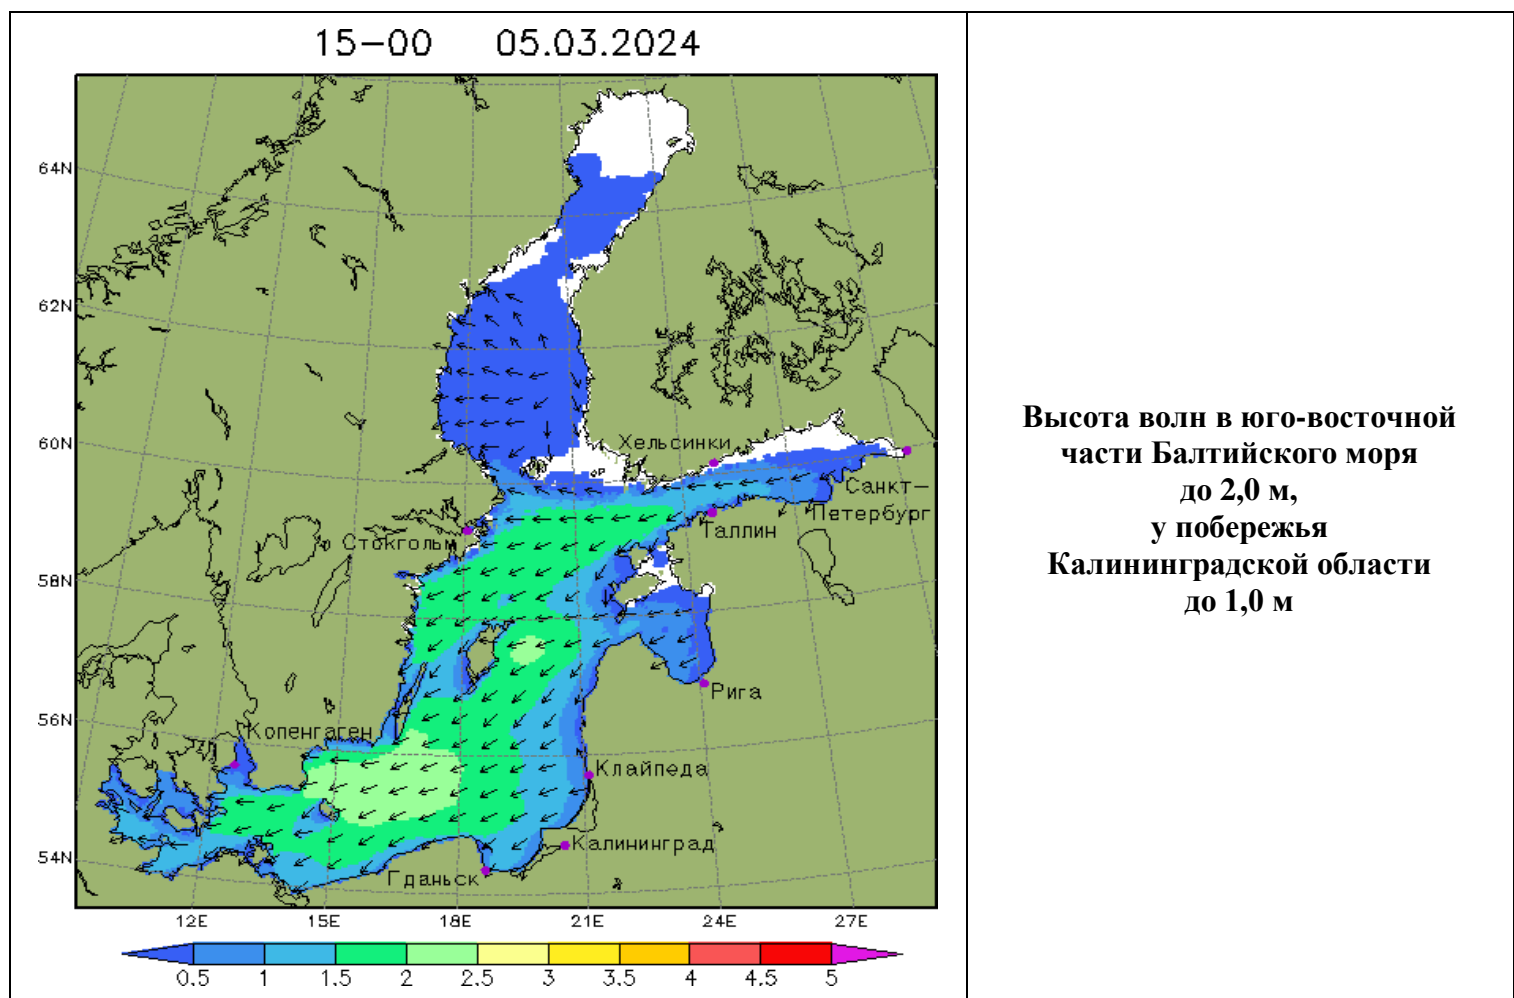 15-00 05.03.2024
64N
62N
60N
58N
56N
54N
Хельсинки
Санкт-
Петербург
Таллин
Стокгольм
Рига
Копенгаген
Клайпеда
Калининград
Гданьск
12E 15E 18E 21E 24E 27E
0.5 1 1.5 2 2.5 3 3.5 4 4.5 5
Высота волн в юго-восточной
части Балтийского моря
до 2,0 м,
у побережья
Калининградской области
до 1,0 м